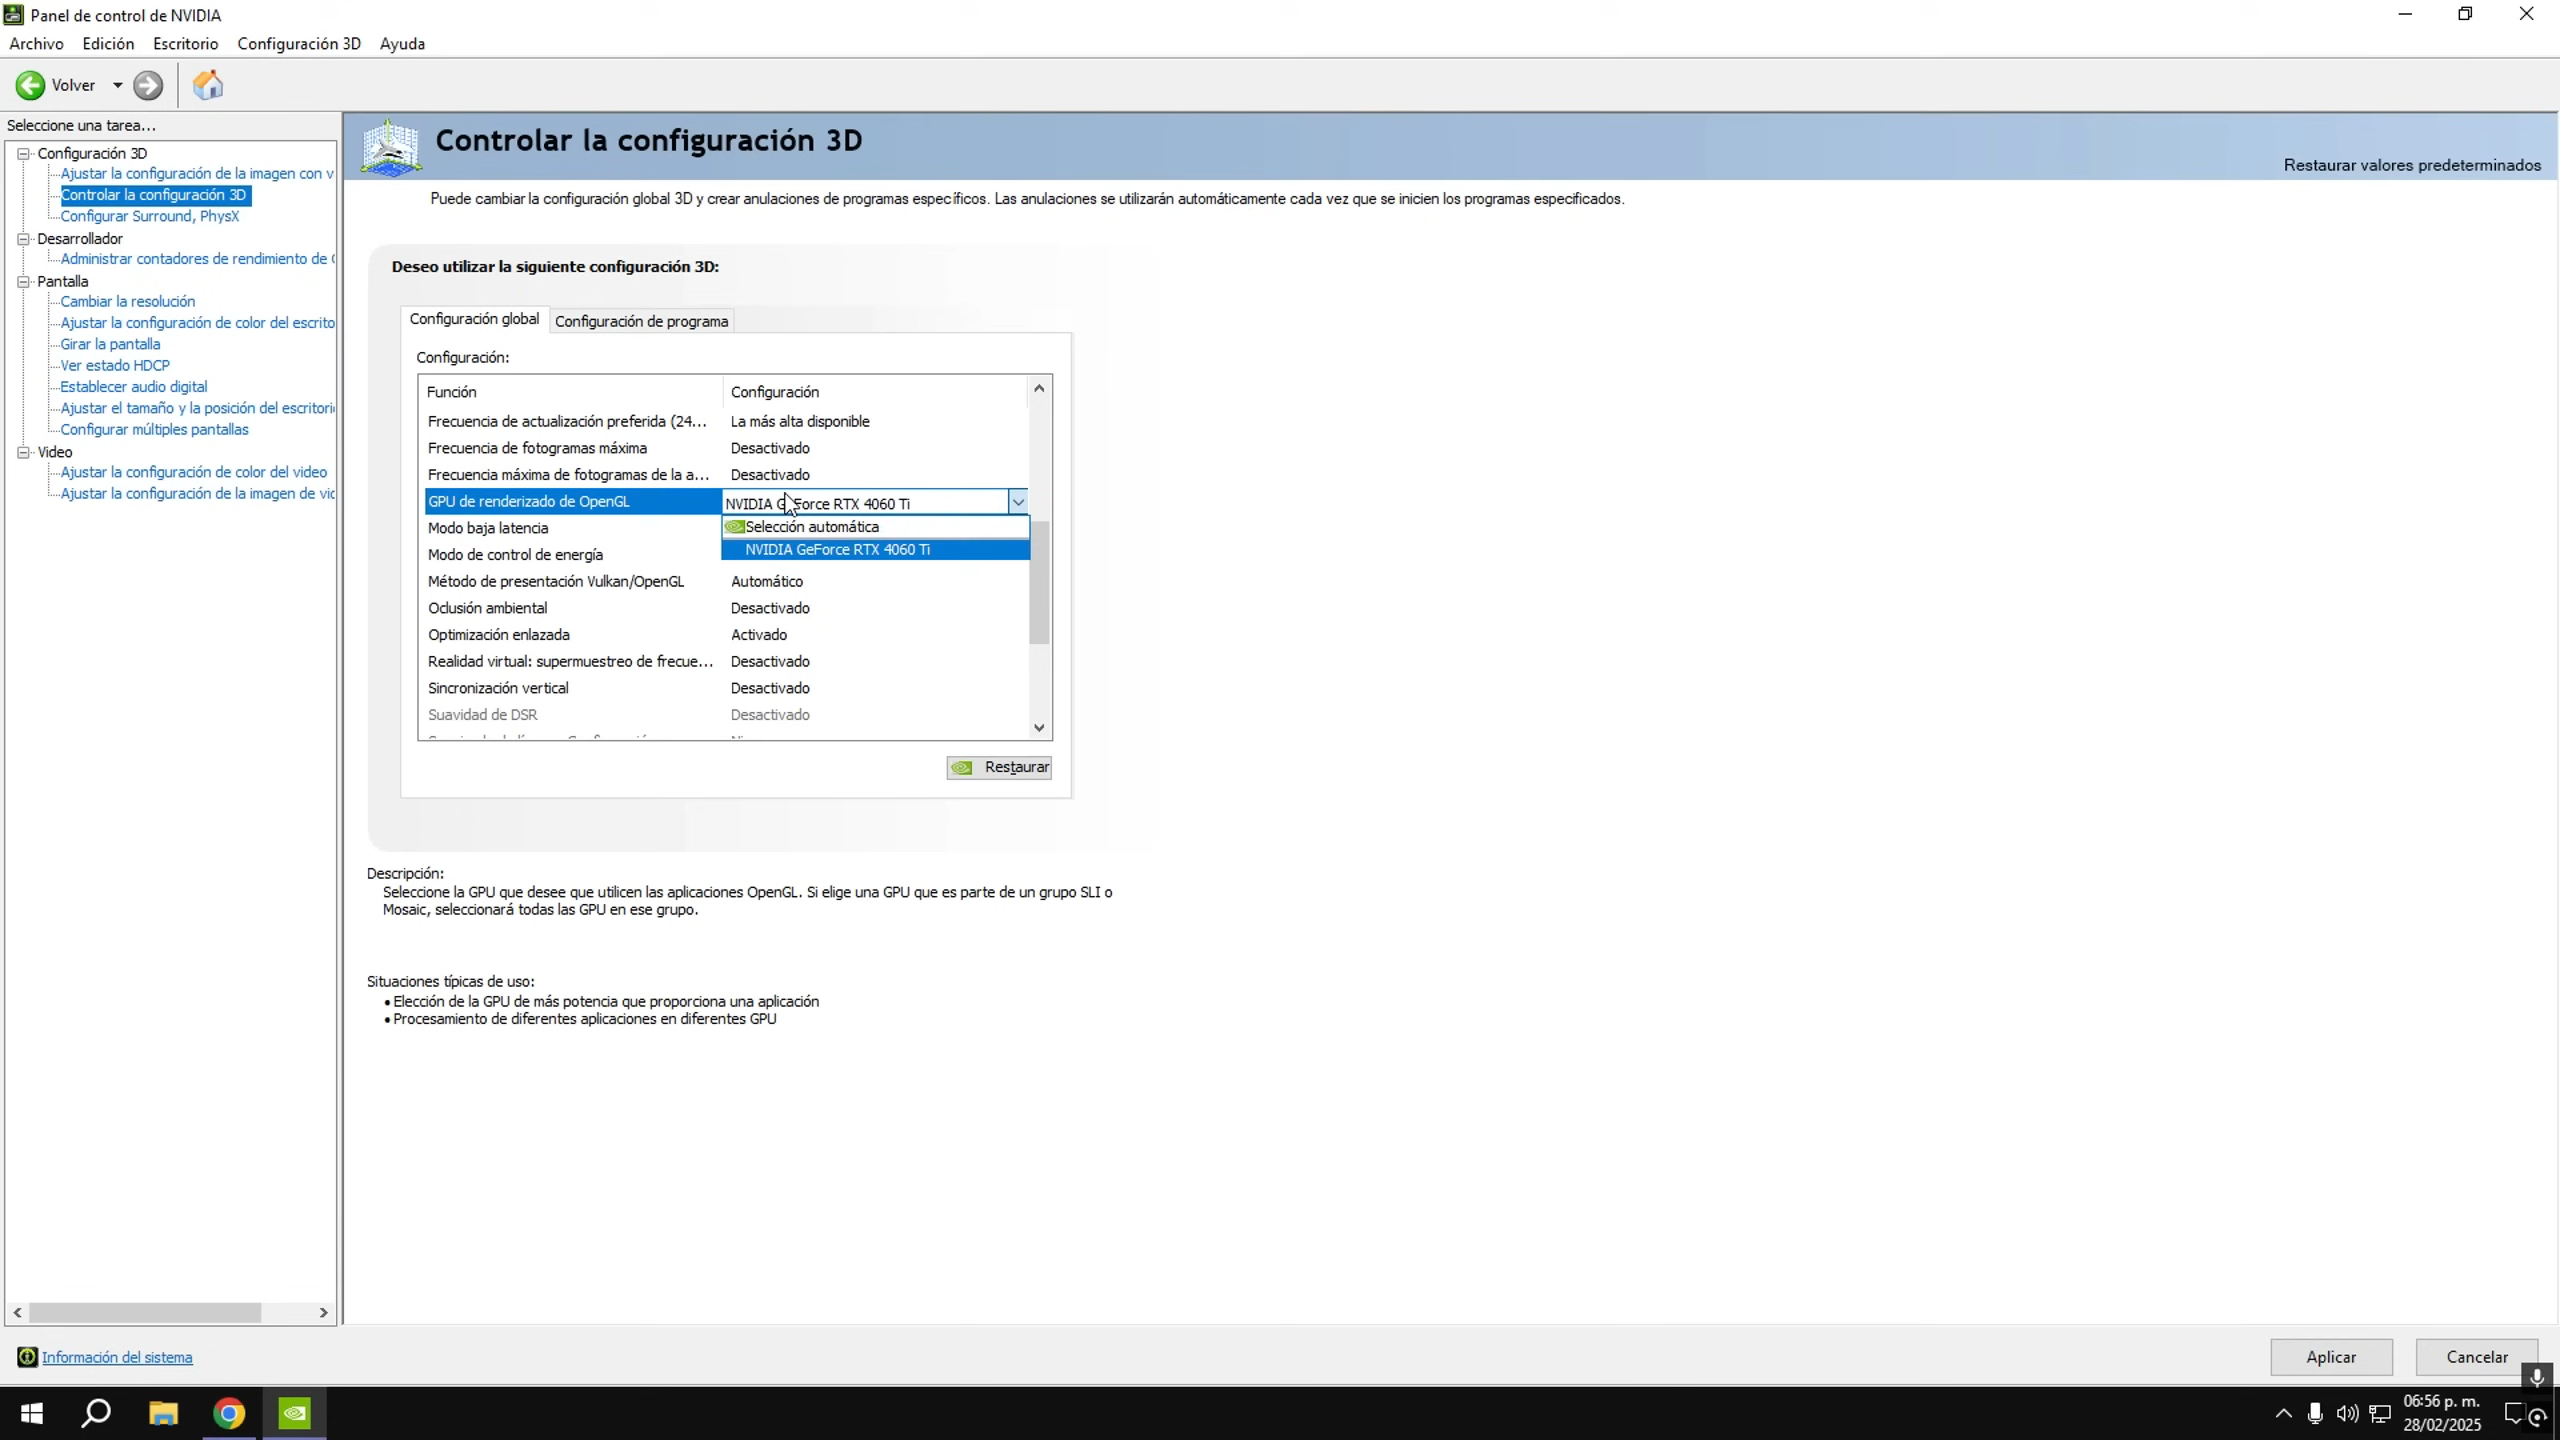 Panel de control de NVIDIA
Archivo Edición Escritorio Configuración 3D Ayuda
Volver
Seleccione una tarea...
Configuración 3D
Ajustar la configuración de la imagen con v
Controlar la configuración 3D
Configurar Surround, PhysX
Desarrollador
Administrar contadores de rendimiento de
Pantalla
Cambiar la resolución
Ajustar la configuración de color del escrito
Girar la pantalla
Ver estado HDCP
Establecer audio digital
Ajustar el tamaño y la posición del escritori
Configurar múltiples pantallas
Video
Ajustar la configuración de color del video
Ajustar la configuración de la imagen de vid
Información del sistema
Controlar la configuración 3D
Restaurar valores predeterminados
Puede cambiar la configuración global 3D y crear anulaciones de programas específicos. Las anulaciones se utilizarán automáticamente cada vez que se inicien los programas especificados.
Deseo utilizar la siguiente configuración 3D:
Configuración global Configuración de programa
Configuración:
Función Configuración
Frecuencia de actualización preferida (24... La más alta disponible
Frecuencia de fotogramas máxima Desactivado
Frecuencia máxima de fotogramas de la a... Desactivado
GPU de renderizado de OpenGL NVIDIA GeForce RTX 4060 Ti
Selección automática
NVIDIA GeForce RTX 4060 Ti
Modo baja latencia
Modo de control de energía
Método de presentación Vulkan/OpenGL Automático
Oclusión ambiental Desactivado
Optimización enlazada Activado
Realidad virtual: supermuestreo de frecue... Desactivado
Sincronización vertical Desactivado
Suavidad de DSR Desactivado
Restaurar
Descripción:
Seleccione la GPU que desee que utilicen las aplicaciones OpenGL. Si elige una GPU que es parte de un grupo SLI o
Mosaic, seleccionará todas las GPU en ese grupo.
Situaciones típicas de uso:
• Elección de la GPU de más potencia que proporciona una aplicación
• Procesamiento de diferentes aplicaciones en diferentes GPU
Aplicar Cancelar
06:56 p. m.
28/02/2025